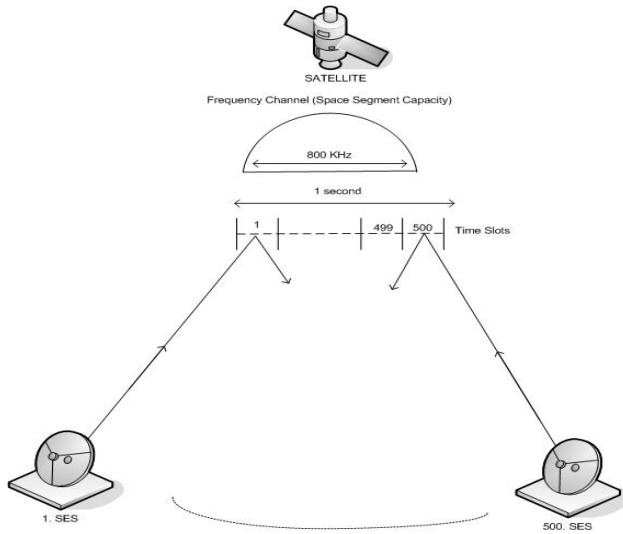 SATELLITE
Frequency Channel (Space Segment Capacity)
800 KHz
1 second
1 499 500 Time Slots
1. SES
500. SES